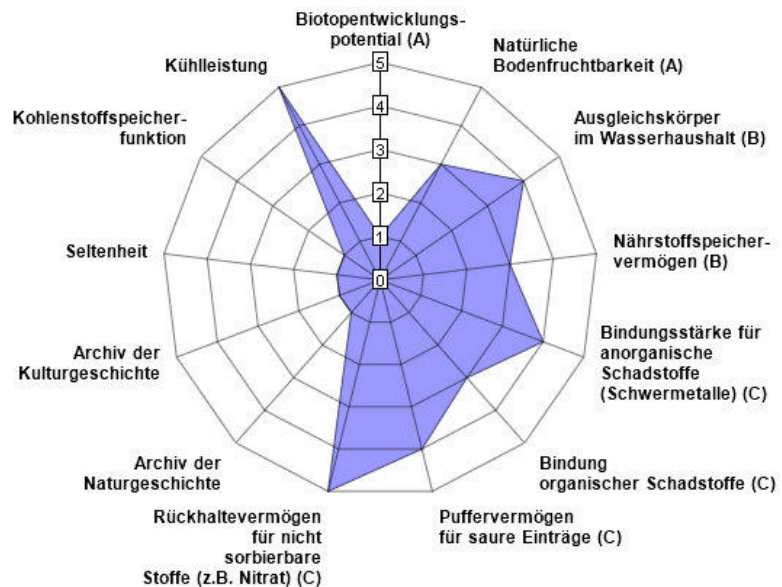 Biotopentwicklungs-
potential (A)
Natürliche
Bodenfruchtbarkeit (A)
Ausgleichskörper
im Wasserhaushalt (B)
Nährstoffspeicher-
vermögen (B)
Bindungsstärke für
anorganische
Schadstoffe
(Schwermetalle) (C)
Bindung
organischer Schadstoffe (C)
Puffervermögen
für saure Einträge (C)
Rückhaltevermögen
für nicht
sorbierbare
Stoffe (z.B. Nitrat) (C)
Archiv der
Naturgeschichte
Archiv der
Kulturgeschichte
Seltenheit
Kohlenstoffspeicher-
funktion
Kühlleistung
5
4
3
2
1
0